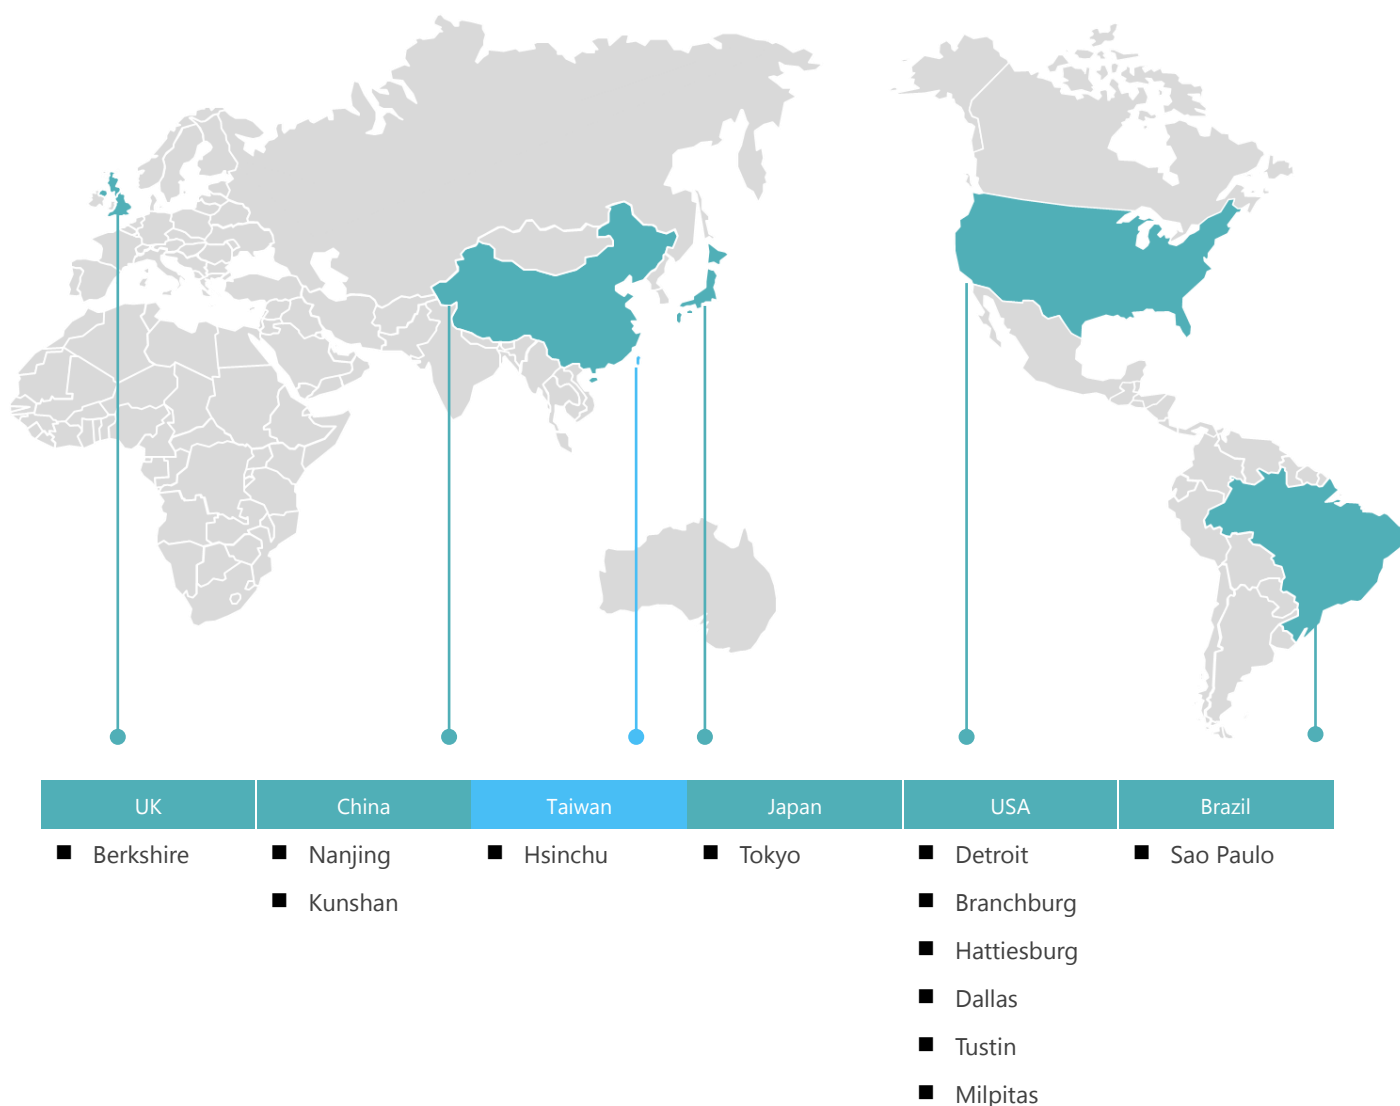 UK China Taiwan Japan USA Brazil
■ Berkshire ■ Nanjing ■ Hsinchu ■ Tokyo ■ Detroit ■ Sao Paulo
■ Kunshan ■ Branchburg
■ Hattiesburg
■ Dallas
■ Tustin
■ Milpitas